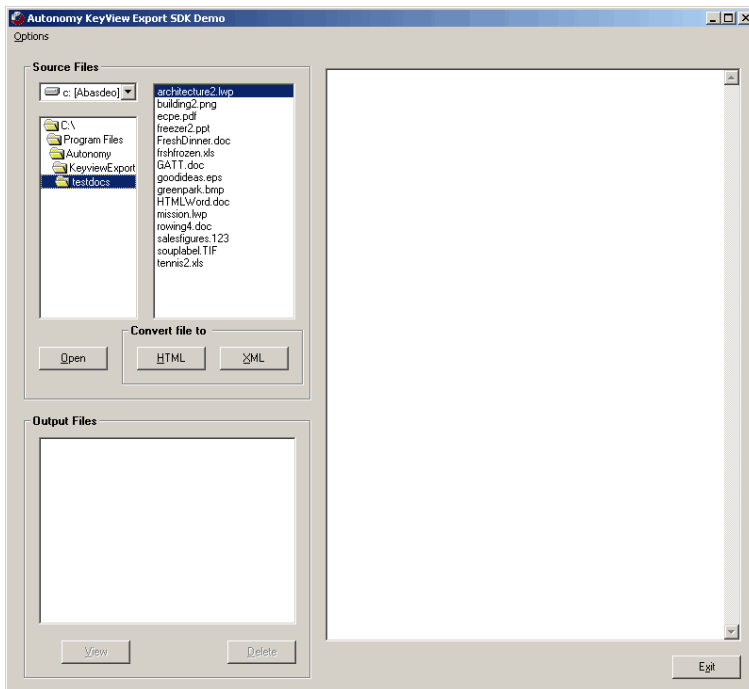 Autonomy KeyView Export SDK Demo
Options
Source Files
c: [Abasdeo]
C:\
Program Files
Autonomy
KeyviewExport
testdocs
architecture2.lwp
building2.png
ecpe.pdf
freezer2.ppt
FreshDinner.doc
frshfrozen.xls
GATT.doc
goodideas.eps
greenpark.bmp
HTMLWord.doc
mission.lwp
rowing4.doc
salesfigures.123
souplabel.TIF
tennis2.xls
Convert file to
Open
HTML
XML
Output Files
View
Delete
Exit